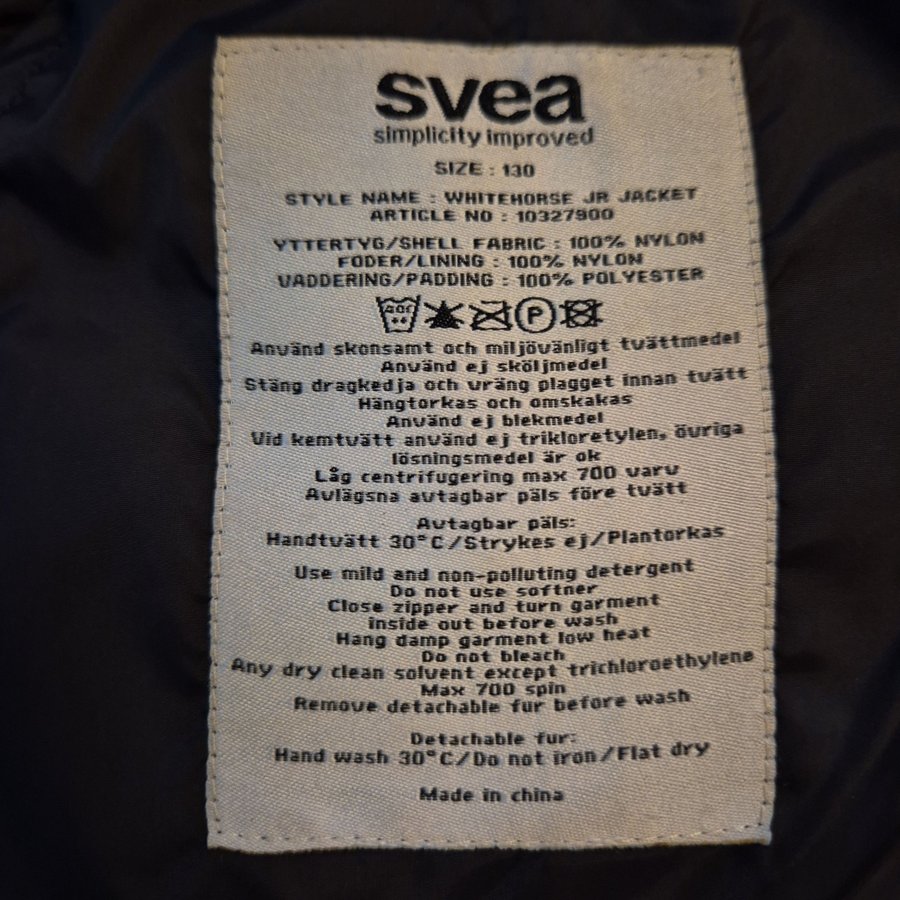 svea
simplicity improved
SIZE : 130
STYLE NAME : WHITEHORSE JR JACKET
ARTICLE NO : 10327900
YTTERTYG/SHELL FABRIC : 100% NYLON
FODER/LINING : 100% NYLON
VADDERING/PADDING : 100% POLYESTER
40°
P
Använd skonsamt och miljövänligt tvättmedel
Använd ej sköljmedel
Stäng dragkedja och vräng plagget innan tvätt
Hängtorkas och omskakas
Använd ej blekmedel
Vid kemtvätt använd ej trikloretylen, övriga
lösningsmedel är ok
Låg centrifugering max 700 varv
Avlägsna avtagbar päls före tvätt
Avtagbar päls:
Handtvätt 30°C/Strykes ej/Plantorkas
Use mild and non-polluting detergent
Do not use softner
Close zipper and turn garment
inside out before wash
Hang damp garment low heat
Do not bleach
Any dry clean solvent except trichloroethylene
Max 700 spin
Remove detachable fur before wash
Detachable fur:
Hand wash 30°C/Do not iron/Flat dry
Made in china